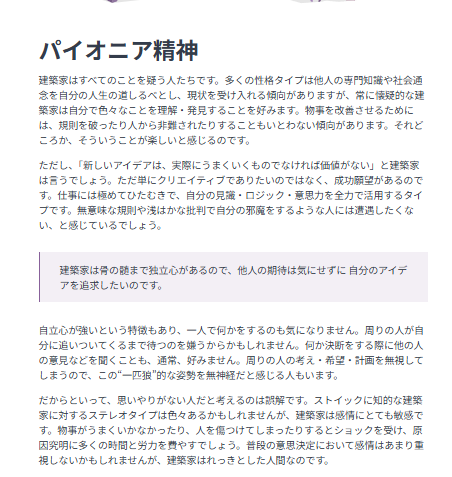 パイオニア精神
建築家はすべてのことを疑う人たちです。多くの性格タイプは他人の専門知識や社会通
念を自分の人生の道しるべとし、現状を受け入れる傾向がありますが、常に懐疑的な建
築家は自分で色々なことを理解・発見することを好みます。物事を改善させるために
は、規則を破ったり人から非難されたりすることもいとわない傾向があります。それど
ころか、そういうことが楽しいと感じるのです。
ただし、「新しいアイデアは、実際にうまくいくものでなければ価値がない」と建築家
は言うでしょう。ただ単にクリエイティブでありたいのではなく、成功願望があるので
す。仕事には極めてひたむきで、自分の見識・ロジック・意思力を全力で活用するタイ
プです。無意味な規則や浅はかな批判で自分の邪魔をするような人には遭遇したくな
い、と感じているでしょう。
建築家は骨の髄まで独立心があるので、他人の期待は気にせずに 自分のアイデ
アを追求したいのです。
自立心が強いという特徴もあり、一人で何かをするのも気になりません。周りの人が自
分に追いついてくるまで待つのを嫌うからかもしれません。何か決断をする際に他の人
の意見などを聞くことも、通常、好みません。周りの人の考え・希望・計画を無視して
しまうので、この“一匹狼”的な姿勢を無神経だと感じる人もいます。
だからといって、思いやりがない人だと考えるのは誤解です。ストイックに知的な建築
家に対するステレオタイプは色々あるかもしれませんが、建築家は感情にとても敏感で
す。物事がうまくいかなかったり、人を傷つけてしまったりするとショックを受け、原
因究明に多くの時間と労力を費やすでしょう。普段の意思決定において感情はあまり重
視しないかもしれませんが、建築家はれっきとした人間なのです。